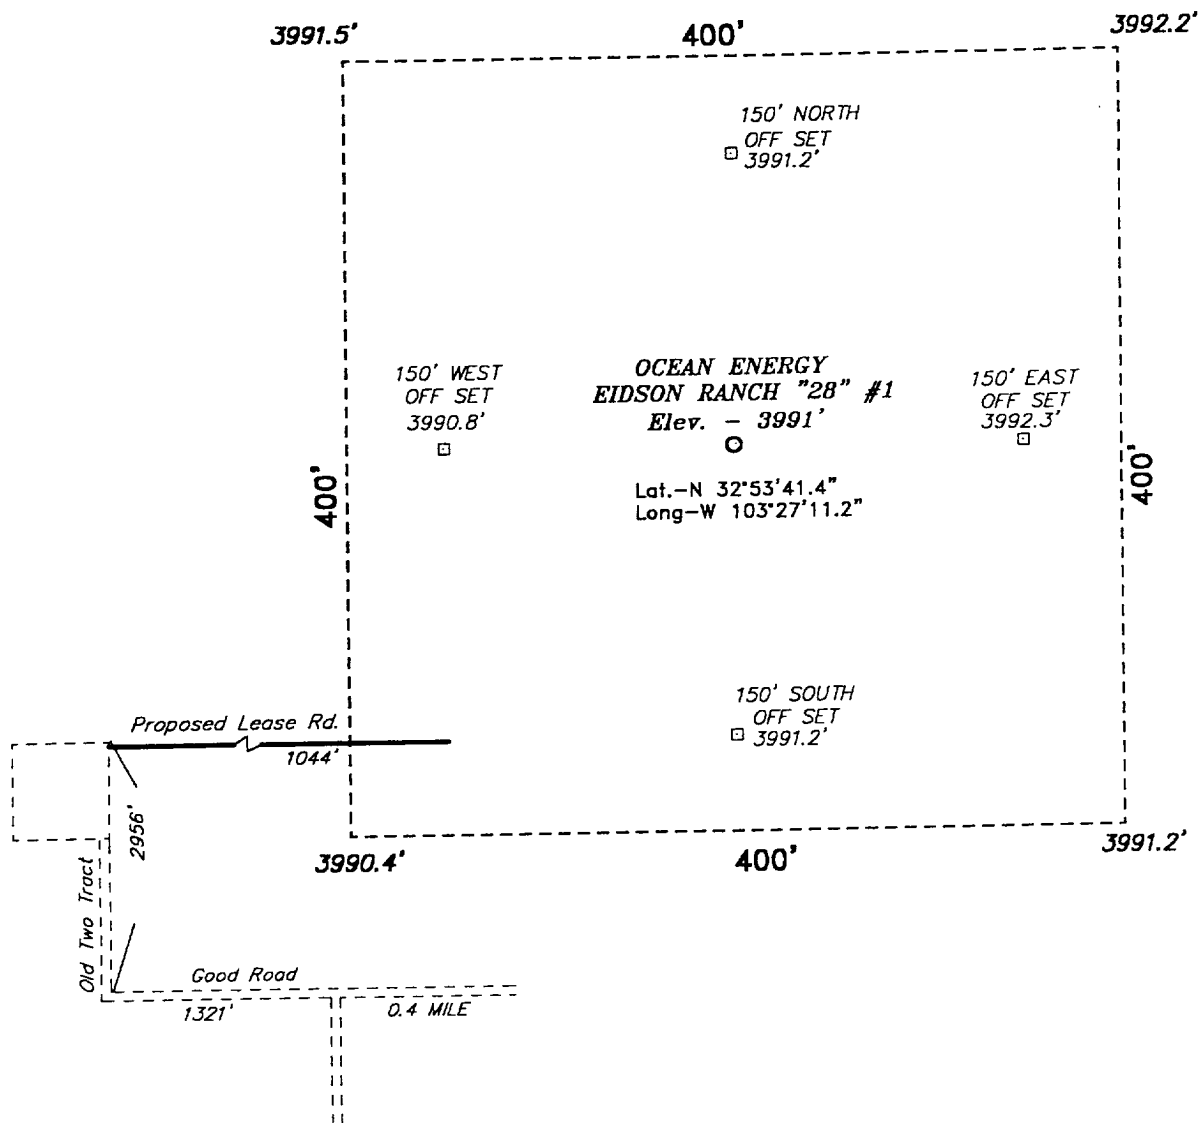 3991.5'
400'
3992.2'
150' NORTH
OFF SET
3991.2'
150' WEST
OFF SET
3990.8'
OCEAN ENERGY
EIDSON RANCH "28" #1
Elev. - 3991'
150' EAST
OFF SET
3992.3'
400'
Lat.-N 32°53'41.4"
Long-W 103°27'11.2"
400'
150' SOUTH
OFF SET
3991.2'
Proposed Lease Rd.
1044'
2956'
3990.4'
400'
3991.2'
Old Two Tract
Good Road
1321'
0.4 MILE